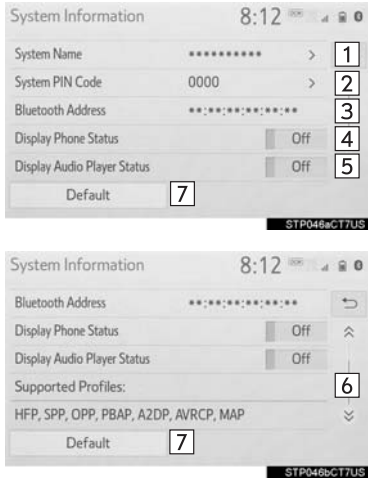 System Information 8:12
System Name ********** > 1
System PIN Code 0000 > 2
Bluetooth Address **:**:**:**:**:** 3
Display Phone Status Off 4
Display Audio Player Status Off 5
Default 7
STP046aCT7US
System Information 8:12
Bluetooth Address **:**:**:**:**:**
Display Phone Status Off
Display Audio Player Status Off
Supported Profiles: 6
HFP, SPP, OPP, PBAP, A2DP, AVRCP, MAP
Default 7
STP046bCT7US